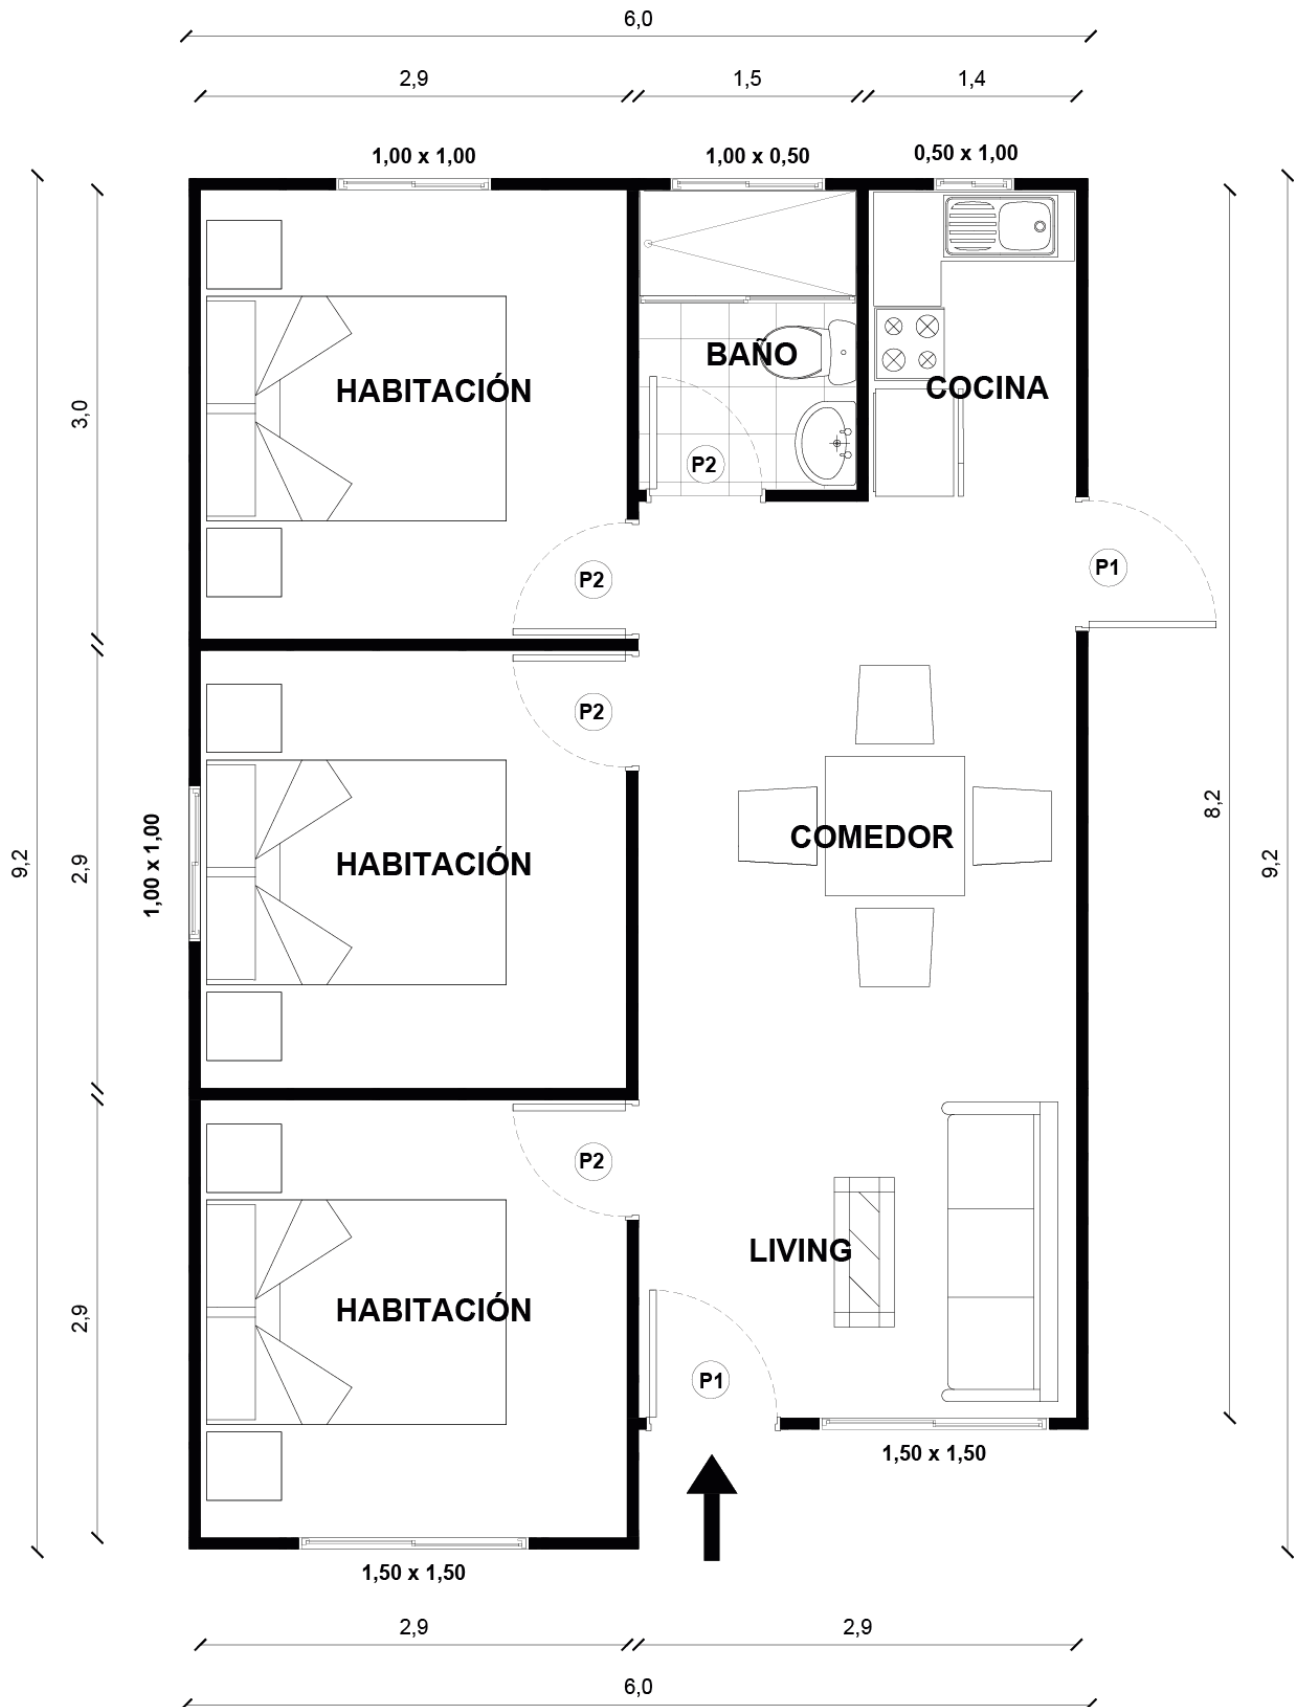 6,0
2,9
1,5
1,4
1,00 x 1,00
1,00 x 0,50
0,50 x 1,00
BAÑO
HABITACIÓN
COCINA
3,0
P2
P2
P1
P2
8,2
COMEDOR
1,00 x 1,00
HABITACIÓN
9,2
2,9
9,2
P2
LIVING
HABITACIÓN
2,9
P1
1,50 x 1,50
1,50 x 1,50
2,9
2,9
6,0